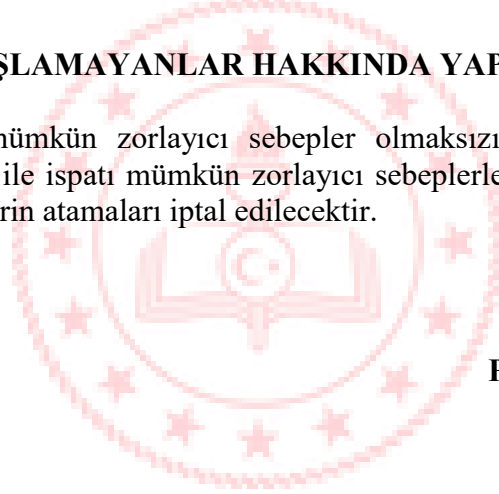 ŞLAMAYANLAR HAKKINDA YAP
mümkün zorlayıcı sebepler olmaksızı
ile ispatı mümkün zorlayıcı sebeplerle
rin atamaları iptal edilecektir.